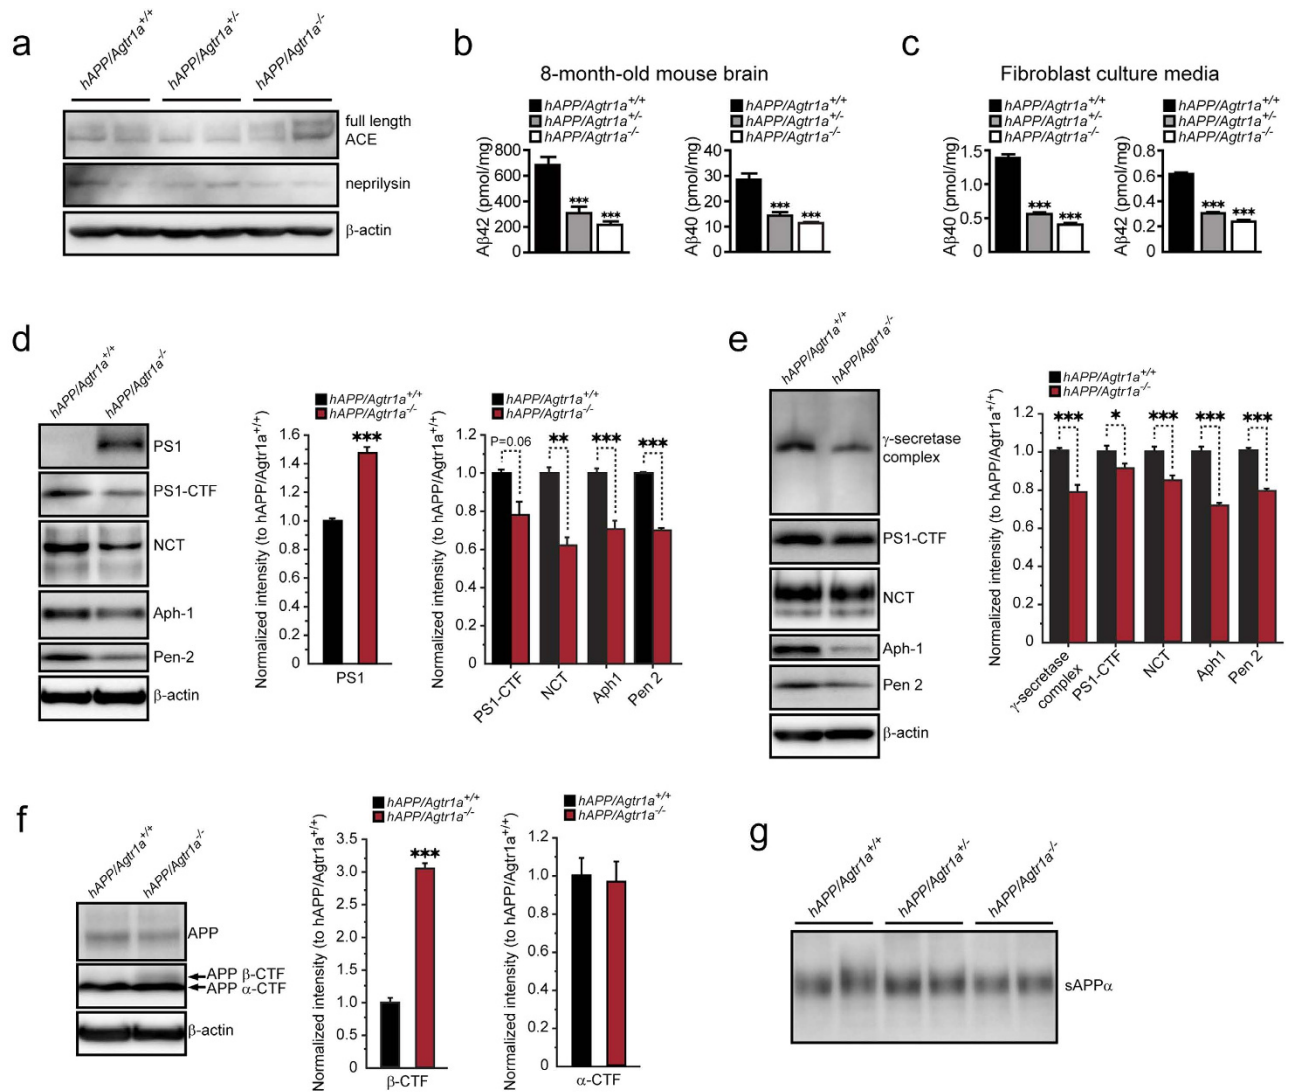 a
hAPP/Agtr1a+/+
hAPP/Agtr1a+/-
hAPP/Agtr1a-/-
full length
ACE
neprilysin
β-actin
b
8-month-old mouse brain
hAPP/Agtr1a+/+
hAPP/Agtr1a+/-
hAPP/Agtr1a-/-
Aβ42 (pmol/mg)
800
600
400
200
0
***
***
hAPP/Agtr1a+/+
hAPP/Agtr1a+/-
hAPP/Agtr1a-/-
Aβ40 (pmol/mg)
40
30
20
10
0
***
***
c
Fibroblast culture media
hAPP/Agtr1a+/+
hAPP/Agtr1a+/-
hAPP/Agtr1a-/-
Aβ40 (pmol/mg)
1.5
1.0
0.5
0
***
***
hAPP/Agtr1a+/+
hAPP/Agtr1a+/-
hAPP/Agtr1a-/-
Aβ42 (pmol/mg)
0.8
0.6
0.4
0.2
0
***
***
d
hAPP/Agtr1a+/+
hAPP/Agtr1a-/-
PS1
PS1-CTF
NCT
Aph-1
Pen-2
β-actin
hAPP/Agtr1a+/+
hAPP/Agtr1a-/-
Normalized intensity (to hAPP/Agtr1a+/+)
1.6
1.4
1.2
1.0
0.8
0.6
0.4
0.2
0
***
PS1
hAPP/Agtr1a+/+
hAPP/Agtr1a-/-
Normalized intensity (to hAPP/Agtr1a+/+)
1.2
1.0
0.8
0.6
0.4
0.2
0
P=0.06
**
***
***
PS1-CTF
NCT
Aph1
Pen 2
e
hAPP/Agtr1a+/+
hAPP/Agtr1a-/-
γ-secretase
complex
PS1-CTF
NCT
Aph-1
Pen 2
β-actin
hAPP/Agtr1a+/+
hAPP/Agtr1a-/-
Normalized intensity (to hAPP/Agtr1a+/+)
1.2
1.0
0.8
0.6
0.4
0.2
0
***
*
***
***
***
γ-secretase
complex
PS1-CTF
NCT
Aph1
Pen 2
f
hAPP/Agtr1a+/+
hAPP/Agtr1a-/-
APP
APP β-CTF
APP α-CTF
β-actin
hAPP/Agtr1a+/+
hAPP/Agtr1a-/-
Normalized intensity (to hAPP/Agtr1a+/+)
3.5
3.0
2.5
2.0
1.5
1.0
0.5
0
***
β-CTF
hAPP/Agtr1a+/+
hAPP/Agtr1a-/-
Normalized intensity (to hAPP/Agtr1a+/+)
1.2
1.0
0.8
0.6
0.4
0.2
0
α-CTF
g
hAPP/Agtr1a+/+
hAPP/Agtr1a+/-
hAPP/Agtr1a-/-
sAPPα